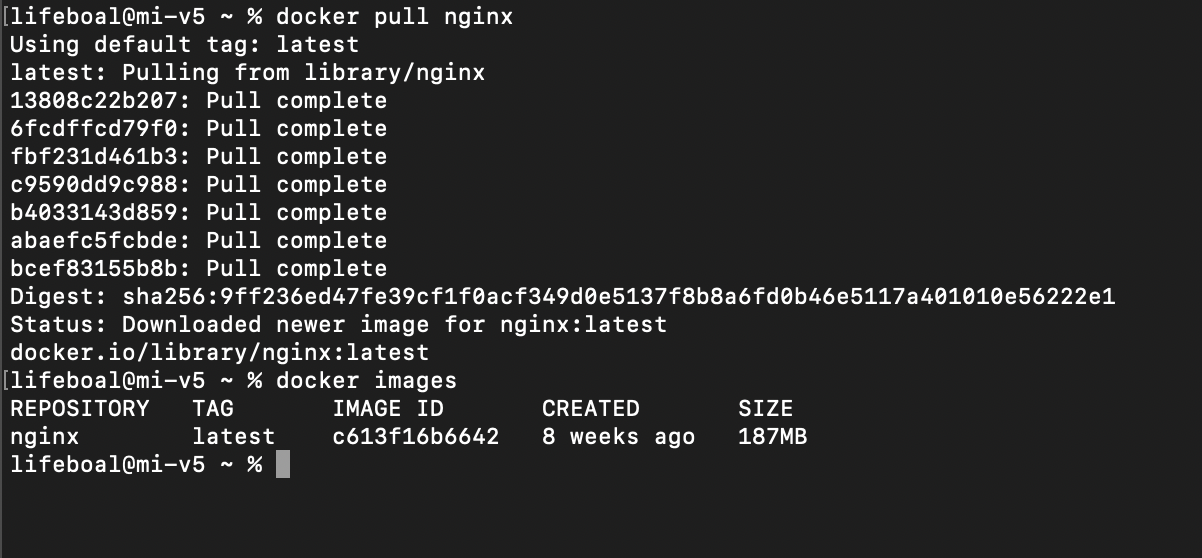 [lifeboal@mi-v5 ~ % docker pull nginx
Using default tag: latest
latest: Pulling from library/nginx
13808c22b207: Pull complete
6fcdffcd79f0: Pull complete
fbf231d461b3: Pull complete
c9590dd9c988: Pull complete
b4033143d859: Pull complete
abaefc5fcbde: Pull complete
bcef83155b8b: Pull complete
Digest: sha256:9ff236ed47fe39cf1f0acf349d0e5137f8b8a6fd0b46e5117a401010e56222e1
Status: Downloaded newer image for nginx:latest
docker.io/library/nginx:latest
[lifeboal@mi-v5 ~ % docker images
REPOSITORY   TAG       IMAGE ID       CREATED       SIZE
nginx        latest    c613f16b6642   8 weeks ago   187MB
lifeboal@mi-v5 ~ %